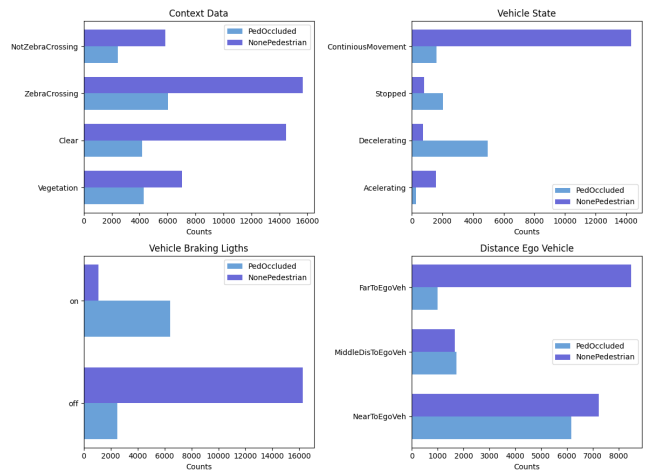 Context Data
NotZebraCrossing
ZebraCrossing
Clear
Vegetation
PedOccluded
NonePedestrian
0 2000 4000 6000 8000 10000 12000 14000 16000
Counts
Vehicle State
ContiniousMovement
Stopped
Decelerating
Acelerating
PedOccluded
NonePedestrian
0 2000 4000 6000 8000 10000 12000 14000
Counts
Vehicle Braking Ligths
on
off
PedOccluded
NonePedestrian
0 2000 4000 6000 8000 10000 12000 14000 16000
Counts
Distance Ego Vehicle
FarToEgoVeh
MiddleDisToEgoVeh
NearToEgoVeh
PedOccluded
NonePedestrian
0 1000 2000 3000 4000 5000 6000 7000 8000
Counts